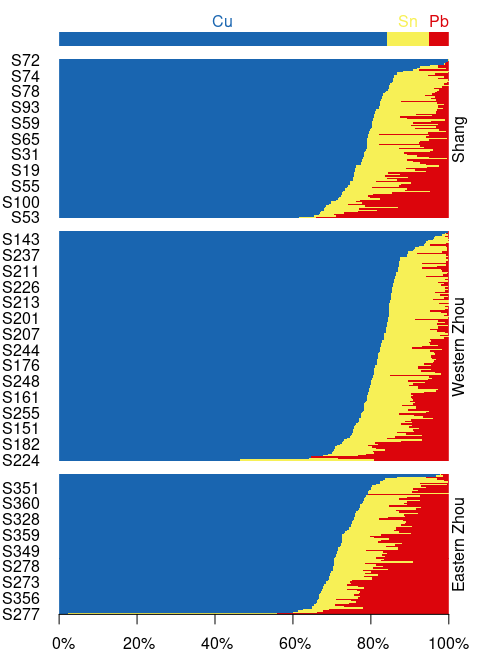 Cu Sn Pb
S72
S74
S78
S93
S59
S65
S31
S19
S55
S100
S53
Shang
S143
S237
S211
S226
S213
S201
S207
S244
S176
S248
S161
S255
S151
S182
S224
Western Zhou
S351
S360
S328
S359
S349
S278
S273
S356
S277
Eastern Zhou
0% 20% 40% 60% 80% 100%